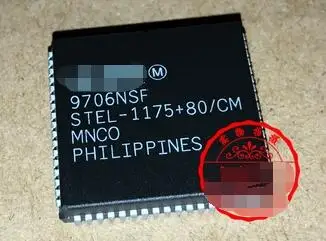 Ⓜ
9706NSF
STEL-1175+80/CM
MNCO
PHILIPPINES